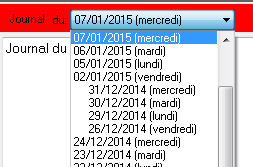 Journal du: 07/01/2015 (mercredi)
Journal du
07/01/2015 (mercredi)
06/01/2015 (mardi)
05/01/2015 (lundi)
02/01/2015 (vendredi)
31/12/2014 (mercredi)
30/12/2014 (mardi)
29/12/2014 (lundi)
26/12/2014 (vendredi)
24/12/2014 (mercredi)
23/12/2014 (mardi)
22/12/2014 (lundi)